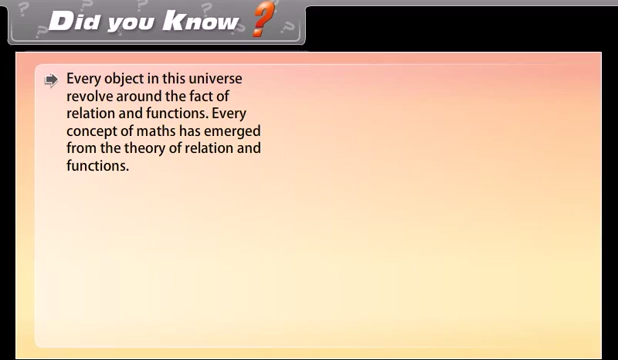 Did you Know ?
Every object in this universe
revolve around the fact of
relation and functions. Every
concept of maths has emerged
from the theory of relation and
functions.